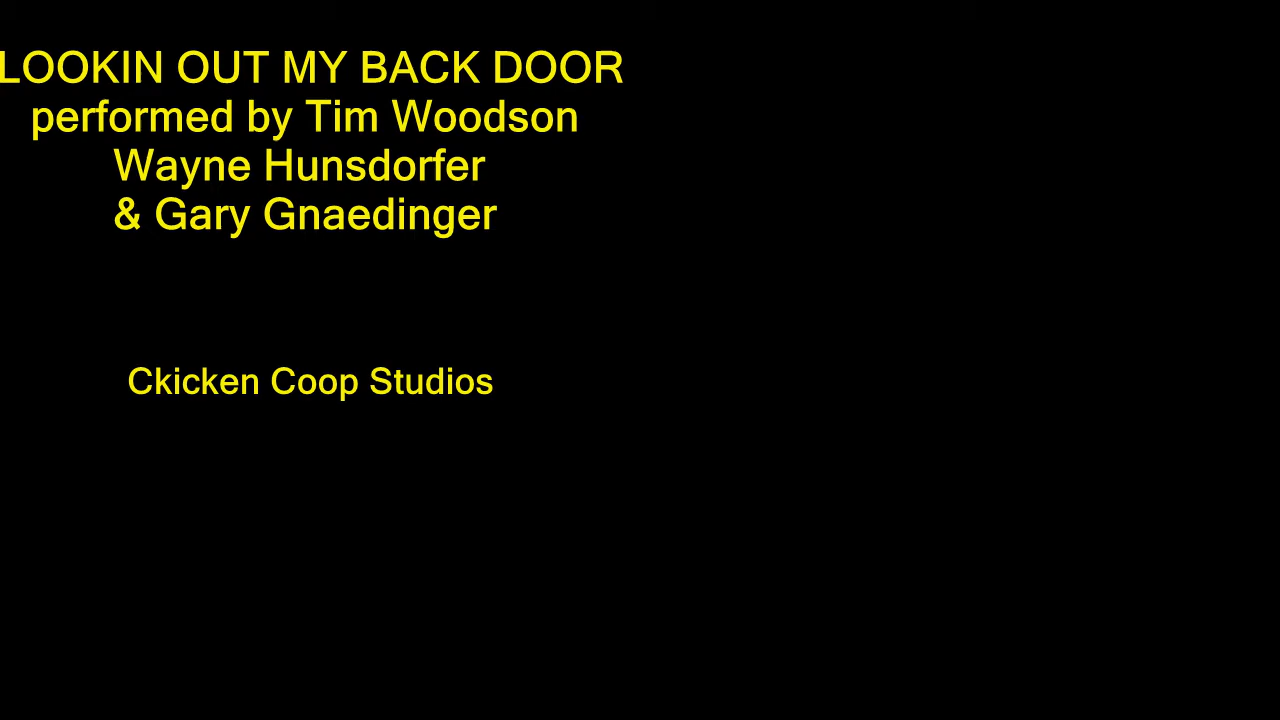 LOOKIN OUT MY BACK DOOR
performed by Tim Woodson
Wayne Hunsdorfer
& Gary Gnaedinger
Ckicken Coop Studios